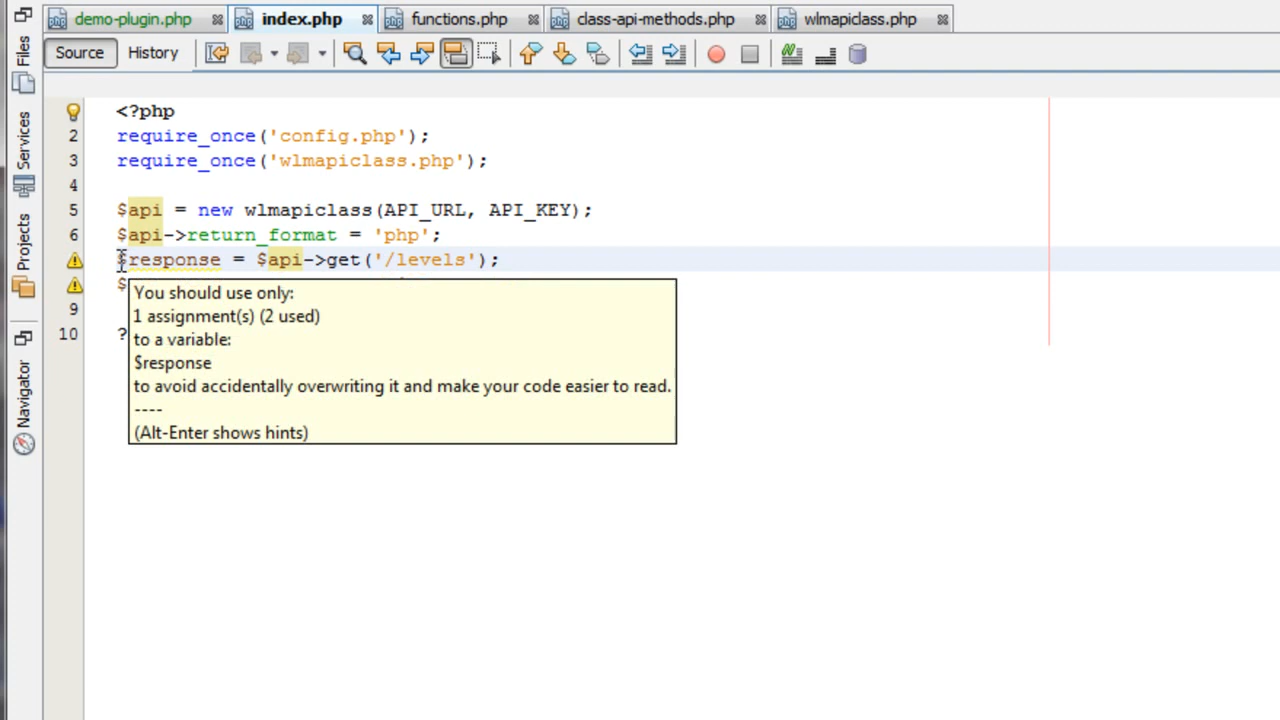 demo-plugin.php
index.php
functions.php
class-api-methods.php
wlmapiclass.php
Source
History
Files
Services
Projects
Navigator
<?php
2 require_once('config.php');
3 require_once('wlmapiclass.php');
4
5 $api = new wlmapiclass(API_URL, API_KEY);
6 $api->return_format = 'php';
$response = $api->get('/levels');
$
9
10 ?
You should use only:
1 assignment(s) (2 used)
to a variable:
$response
to avoid accidentally overwriting it and make your code easier to read.
----
(Alt-Enter shows hints)